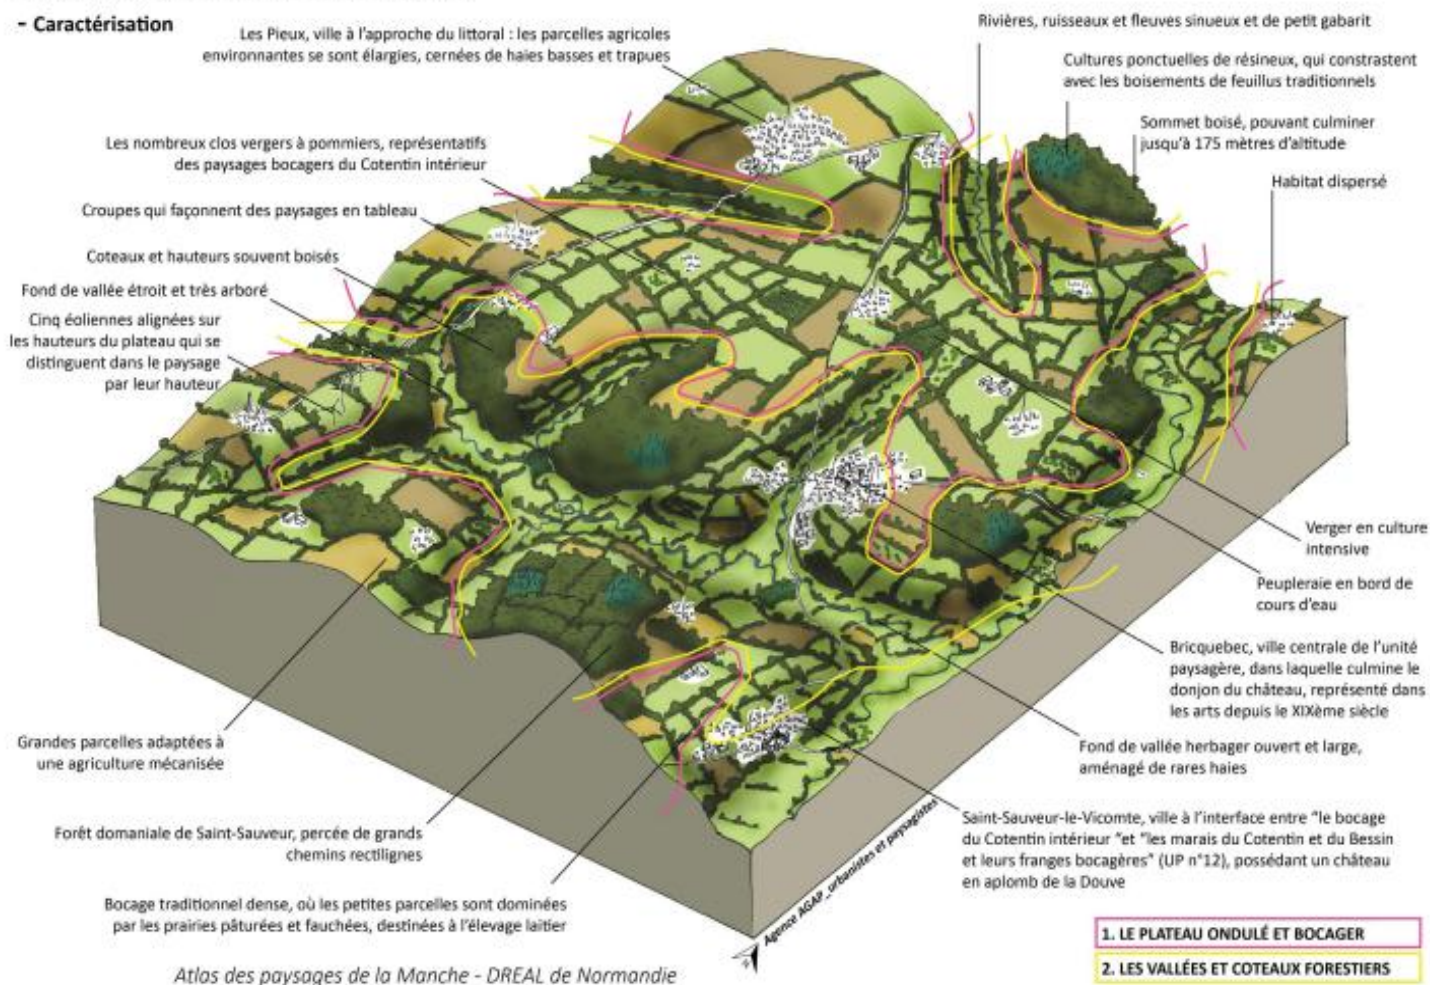 - Caractérisation
Les Pieux, ville à l'approche du littoral : les parcelles agricoles
environnantes se sont élargies, cernées de haies basses et trapues
Rivières, ruisseaux et fleuves sinueux et de petit gabarit
Cultures ponctuelles de résineux, qui constrastent
avec les boisements de feuillus traditionnels
Sommet boisé, pouvant culminer
jusqu'à 175 mètres d'altitude
Habitat dispersé
Les nombreux clos vergers à pommiers, représentatifs
des paysages bocagers du Cotentin intérieur
Croupes qui façonnent des paysages en tableau
Coteaux et hauteurs souvent boisés
Fond de vallée étroit et très arboré
Cinq éoliennes alignées sur
les hauteurs du plateau qui se
distinguent dans le paysage
par leur hauteur
Verger en culture
intensive
Peupleraie en bord de
cours d'eau
Bricquebec, ville centrale de l'unité
paysagère, dans laquelle culmine le
donjon du château, représenté dans
les arts depuis le XIXème siècle
Fond de vallée herbager ouvert et large,
aménagé de rares haies
Saint-Sauveur-le-Vicomte, ville à l'interface entre "le bocage
du Cotentin intérieur "et "les marais du Cotentin et du Bessin
et leurs franges bocagères" (UP n°12), possédant un château
en aplomb de la Douve
Grandes parcelles adaptées à
une agriculture mécanisée
Forêt domaniale de Saint-Sauveur, percée de grands
chemins rectilignes
Bocage traditionnel dense, où les petites parcelles sont dominées
par les prairies pâturées et fauchées, destinées à l'élevage laitier
Agence AGAP_urbanistes et paysagistes
N
1. LE PLATEAU ONDULÉ ET BOCAGER
2. LES VALLÉES ET COTEAUX FORESTIERS
Atlas des paysages de la Manche - DREAL de Normandie